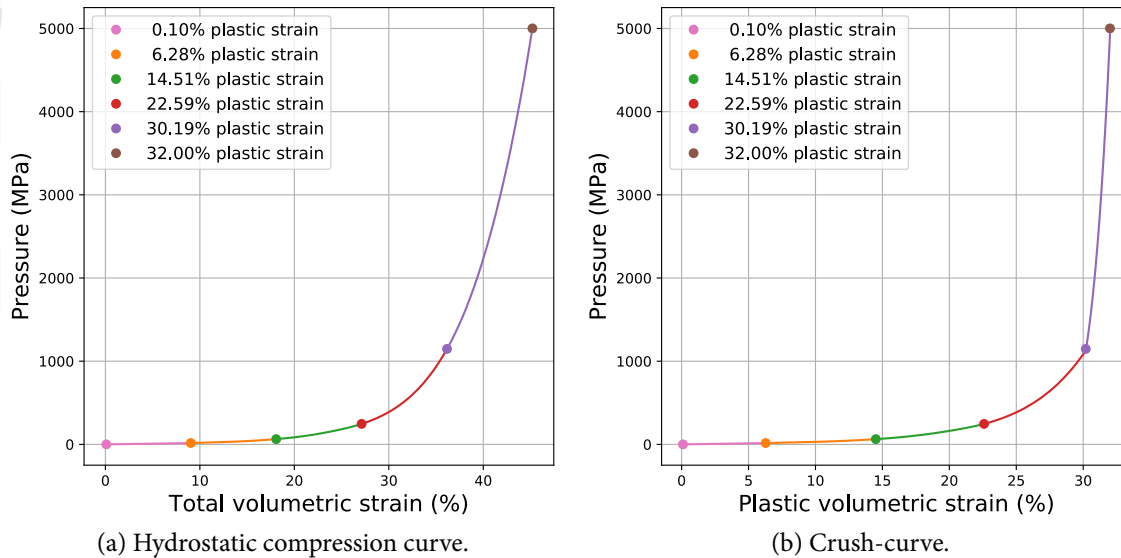 5000
4000
3000
2000
1000
0
Pressure (MPa)
0.10% plastic strain
6.28% plastic strain
14.51% plastic strain
22.59% plastic strain
30.19% plastic strain
32.00% plastic strain
0 10 20 30 40
Total volumetric strain (%)
(a) Hydrostatic compression curve.
5000
4000
3000
2000
1000
0
Pressure (MPa)
0.10% plastic strain
6.28% plastic strain
14.51% plastic strain
22.59% plastic strain
30.19% plastic strain
32.00% plastic strain
0 5 10 15 20 25 30
Plastic volumetric strain (%)
(b) Crush-curve.